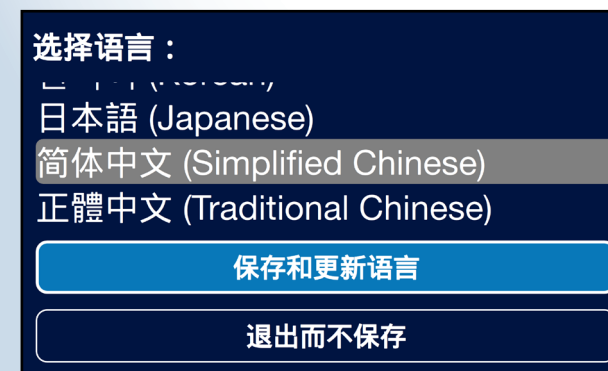 选择语言：
日本語 (Japanese)
简体中文 (Simplified Chinese)
正體中文 (Traditional Chinese)
保存和更新语言
退出而不保存